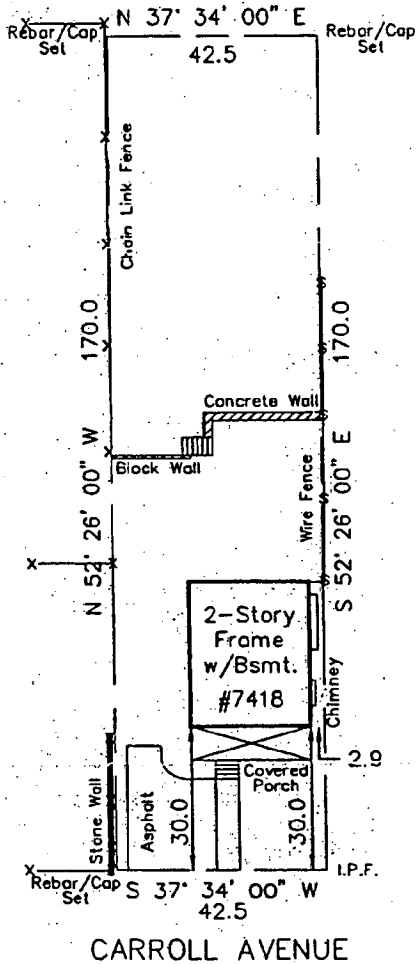 N 37° 34' 00" E
Rebar/Cap
Set
Rebar/Cap
Set
42.5
Chain Link Fence
170.0
170.0
Concrete Wall
Block Wall
N 52° 26' 00" W
Wire Fence
S 52° 26' 00" E
2-Story
Frame
w/Bsmt.
#7418
Chimney
2.9
Covered
Porch
Stone Wall
Asphalt
30.0
30.0
I.P.F.
Rebar/Cap
Set
S 37° 34' 00" W
42.5
CARROLL AVENUE